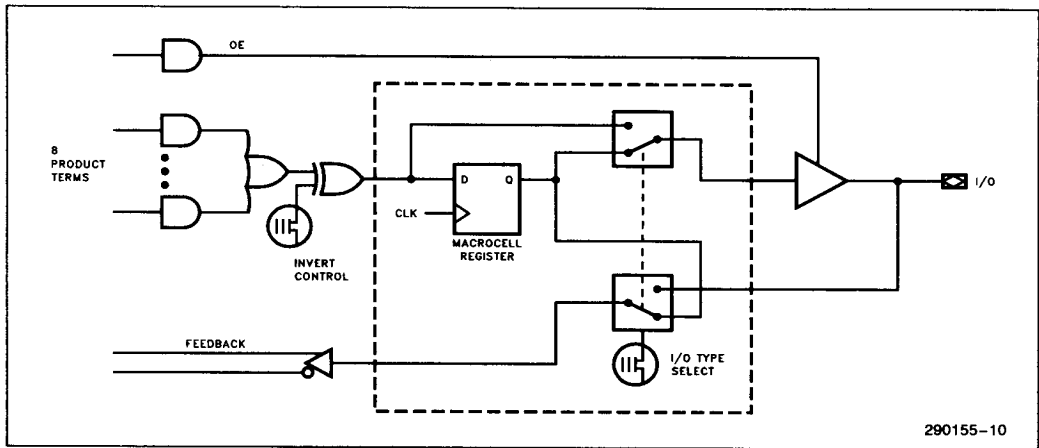 OE
8
PRODUCT
TERMS
INVERT
CONTROL
D
Q
CLK
MACROCELL
REGISTER
I/O
FEEDBACK
I/O TYPE
SELECT
290155-10